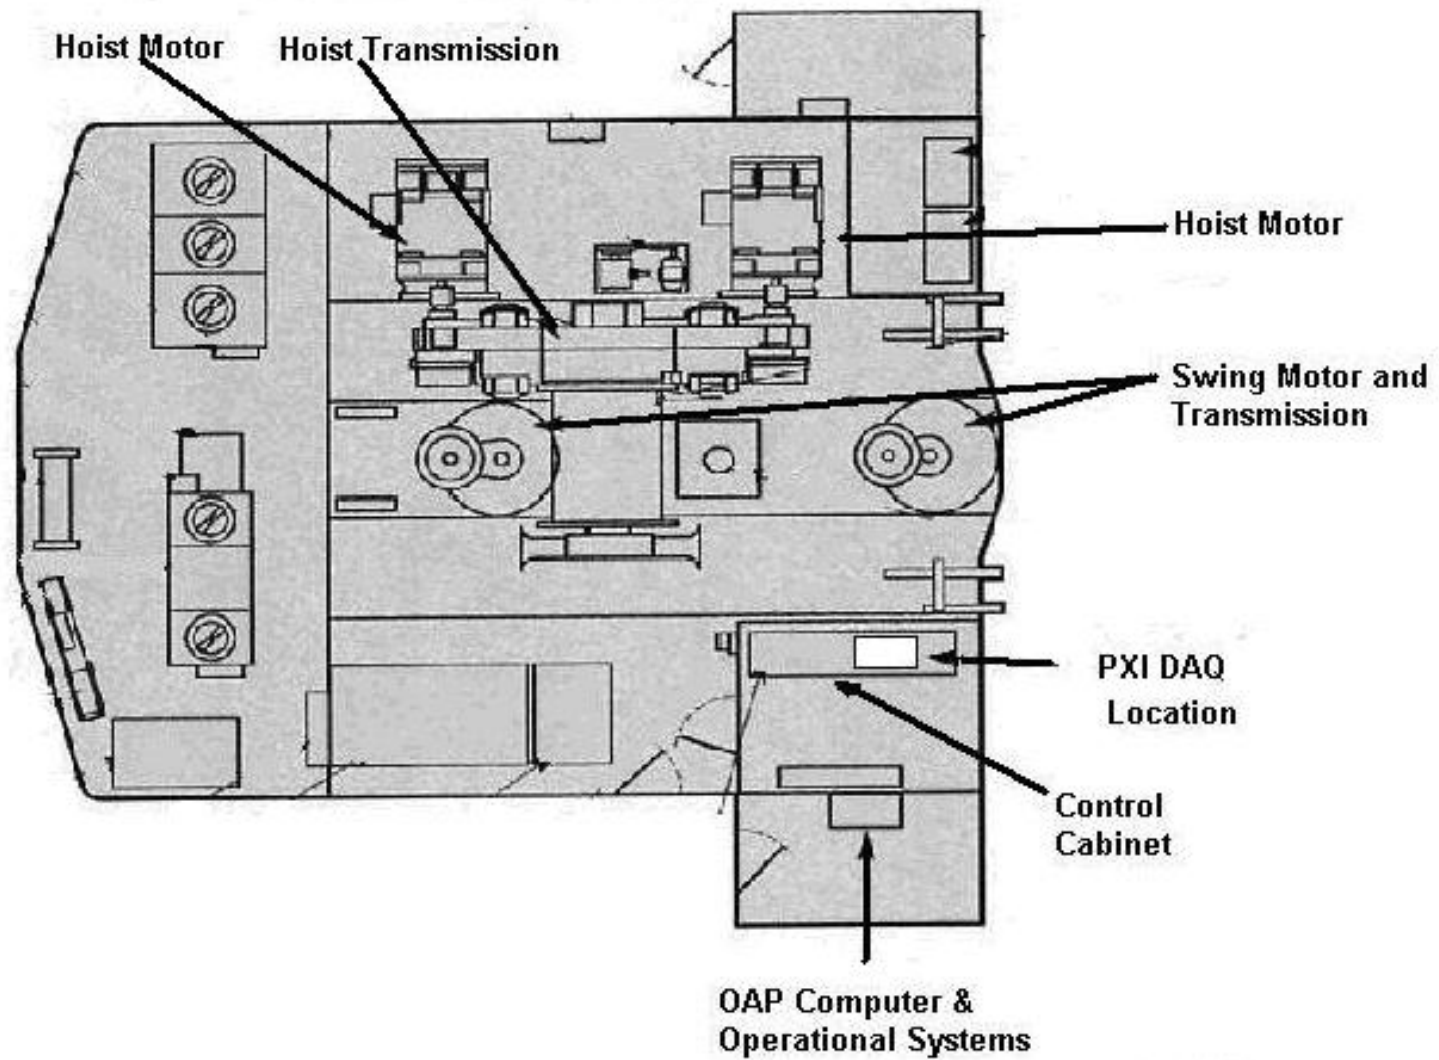 Hoist Motor
Hoist Transmission
Hoist Motor
Swing Motor and
Transmission
PXI DAQ
Location
Control
Cabinet
OAP Computer &
Operational Systems